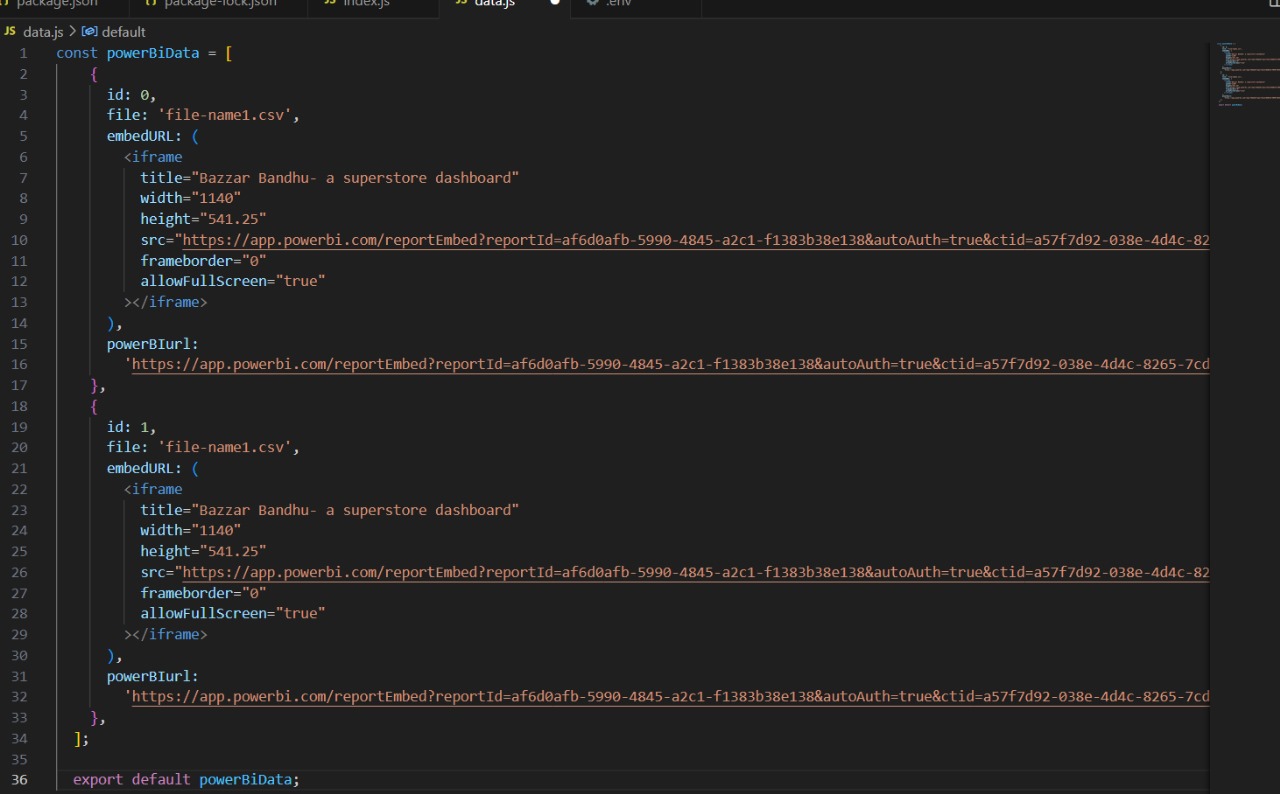 package.json package-lock.json index.js data.js .env
JS data.js > default
1 const powerBiData = [
2 {
3 id: 0,
4 file: 'file-name1.csv',
5 embedURL: (
6 <iframe
7 title="Bazzar Bandhu- a superstore dashboard"
8 width="1140"
9 height="541.25"
10 src="https://app.powerbi.com/reportEmbed?reportId=af6d0afb-5990-4845-a2c1-f1383b38e138&autoAuth=true&ctid=a57f7d92-038e-4d4c-82
11 frameborder="0"
12 allowFullScreen="true"
13 ></iframe>
14 ),
15 powerBIurl:
16 'https://app.powerbi.com/reportEmbed?reportId=af6d0afb-5990-4845-a2c1-f1383b38e138&autoAuth=true&ctid=a57f7d92-038e-4d4c-8265-7cd
17 },
18 {
19 id: 1,
20 file: 'file-name1.csv',
21 embedURL: (
22 <iframe
23 title="Bazzar Bandhu- a superstore dashboard"
24 width="1140"
25 height="541.25"
26 src="https://app.powerbi.com/reportEmbed?reportId=af6d0afb-5990-4845-a2c1-f1383b38e138&autoAuth=true&ctid=a57f7d92-038e-4d4c-82
27 frameborder="0"
28 allowFullScreen="true"
29 ></iframe>
30 ),
31 powerBIurl:
32 'https://app.powerbi.com/reportEmbed?reportId=af6d0afb-5990-4845-a2c1-f1383b38e138&autoAuth=true&ctid=a57f7d92-038e-4d4c-8265-7cd
33 },
34 ];
35
36 export default powerBiData;